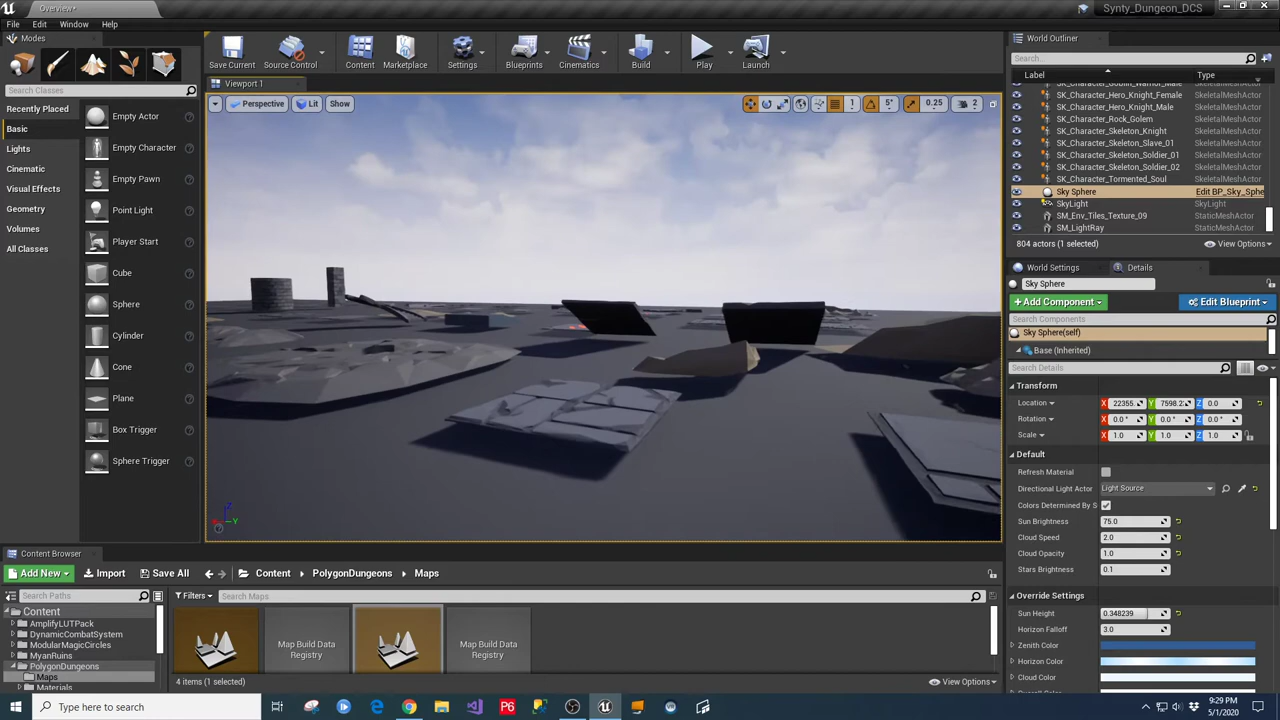 Overview*
Synty_Dungeon_DCS
File Edit Window Help
Modes
Search Classes
Recently Placed
Basic
Lights
Cinematic
Visual Effects
Geometry
Volumes
All Classes
Empty Actor
Empty Character
Empty Pawn
Point Light
Player Start
Cube
Sphere
Cylinder
Cone
Plane
Box Trigger
Sphere Trigger
Save Current
Source Control
Content
Marketplace
Settings
Blueprints
Cinematics
Build
Play
Launch
Viewport 1
Perspective
Lit
Show
5°
0.25
2
Z
Y
World Outliner
Search...
Label Type
SK_Character_Hero_Knight_Female SkeletalMeshActor
SK_Character_Hero_Knight_Male SkeletalMeshActor
SK_Character_Rock_Golem SkeletalMeshActor
SK_Character_Skeleton_Knight SkeletalMeshActor
SK_Character_Skeleton_Slave_01 SkeletalMeshActor
SK_Character_Skeleton_Soldier_01 SkeletalMeshActor
SK_Character_Skeleton_Soldier_02 SkeletalMeshActor
SK_Character_Tormented_Soul SkeletalMeshActor
Sky Sphere Edit BP_Sky_Sphe
SkyLight SkyLight
SM_Env_Tiles_Texture_09 StaticMeshActor
SM_LightRay StaticMeshActor
804 actors (1 selected)
View Options
World Settings
Details
Sky Sphere
+Add Component
Edit Blueprint
Search Components
Sky Sphere(self)
Base (Inherited)
Search Details
Transform
Location X 22355. Y 7598.2 Z 0.0
Rotation X 0.0 ° Y 0.0 ° Z 0.0 °
Scale X 1.0 Y 1.0 Z 1.0
Default
Refresh Material
Directional Light Actor Light Source
Colors Determined By S
Sun Brightness 75.0
Cloud Speed 2.0
Cloud Opacity 1.0
Stars Brightness 0.1
Override Settings
Sun Height 0.348239
Horizon Falloff 3.0
Zenith Color
Horizon Color
Cloud Color
Content Browser
Add New
Import
Save All
Content
PolygonDungeons
Maps
Search Paths
Filters
Search Maps
Content
AmplifyLUTPack
DynamicCombatSystem
ModularMagicCircles
MyanRuins
PolygonDungeons
Maps
Materials
Map Build Data
Registry
Map Build Data
Registry
4 items (1 selected)
View Options
Type here to search
P6
9:29 PM
5/1/2020